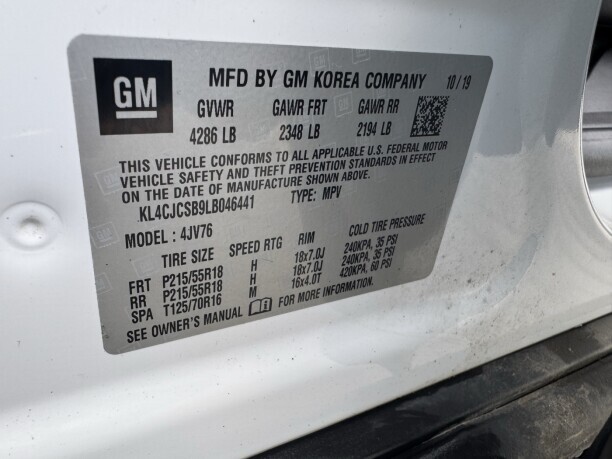 GM MFD BY GM KOREA COMPANY 10/19
GVWR GAWR FRT GAWR RR
4286 LB 2348 LB 2194 LB
THIS VEHICLE CONFORMS TO ALL APPLICABLE U.S. FEDERAL MOTOR
VEHICLE SAFETY AND THEFT PREVENTION STANDARDS IN EFFECT
ON THE DATE OF MANUFACTURE SHOWN ABOVE.
KL4CJCSB9LB046441 TYPE: MPV
MODEL: 4JV76
TIRE SIZE SPEED RTG RIM COLD TIRE PRESSURE
FRT P215/55R18 H 18x7.0J 240KPA, 35 PSI
RR P215/55R18 H 18x7.0J 240KPA, 35 PSI
SPA T125/70R16 M 16x4.0T 420KPA, 60 PSI
SEE OWNER'S MANUAL FOR MORE INFORMATION.